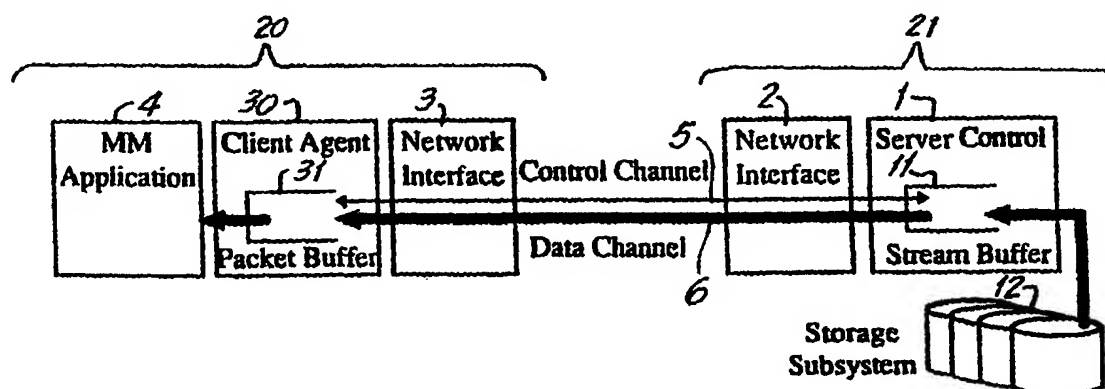 20
21
4
30
3
2
1
MM
Application
Client Agent
31
Packet Buffer
Network
Interface
5
Control Channel
Data Channel
6
Network
Interface
Server Control
11
Stream Buffer
12
Storage
Subsystem